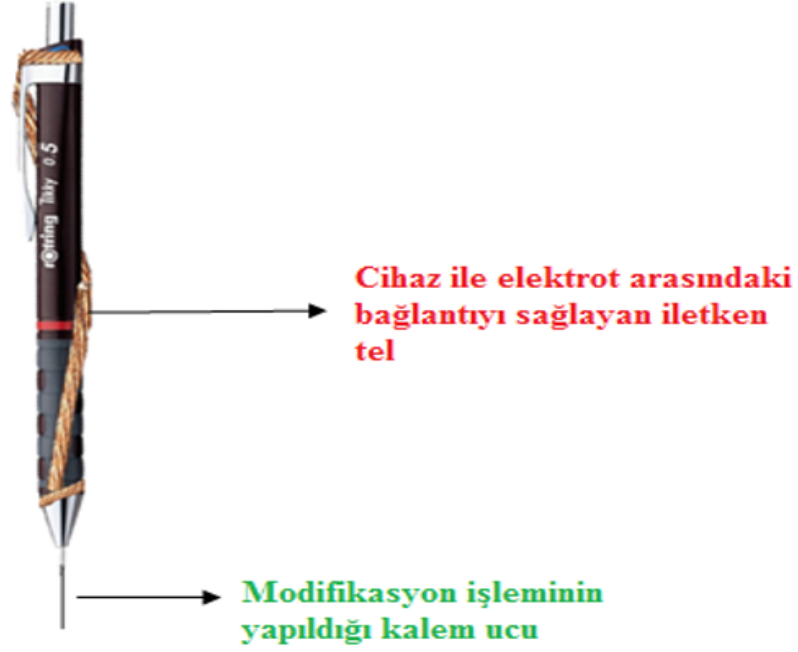 rotring Tikky 0.5
Cihaz ile elektrot arasındaki
bağlantıyı sağlayan iletken
tel
Modifikasyon işleminin
yapıldığı kalem ucu